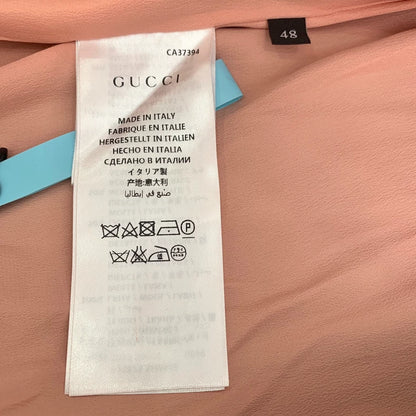 CA37394
48
GUCCI
MADE IN ITALY
FABRIQUE EN ITALIE
HERGESTELLT IN ITALIEN
HECHO EN ITALIA
СДЕЛАНО В ИТАЛИИ
イタリア製
产地:意大利
صنع في إيطاليا
P